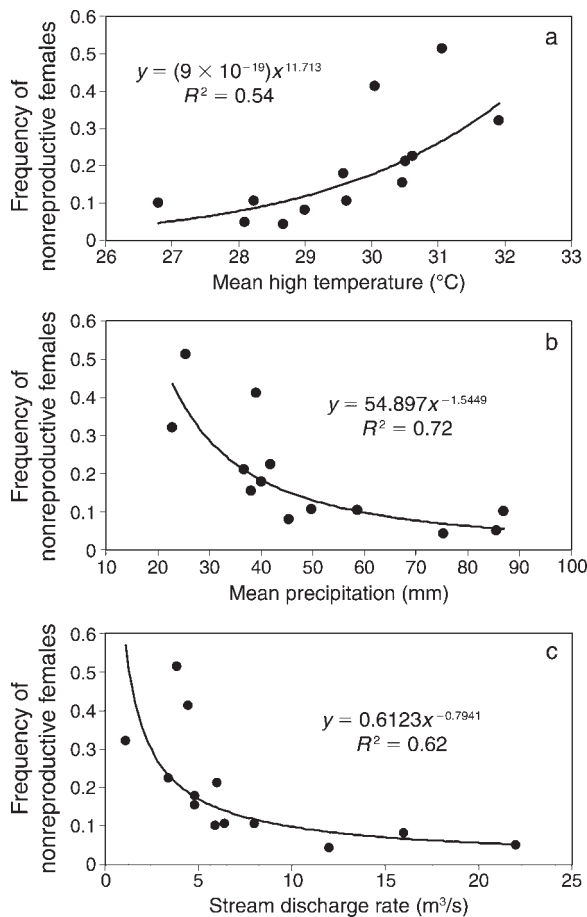 a
y = (9 × 10⁻¹⁹)x¹¹·⁷¹³
R² = 0.54
Frequency of
nonreproductive females
0.6
0.5
0.4
0.3
0.2
0.1
0
26 27 28 29 30 31 32 33
Mean high temperature (°C)
b
y = 54.897x⁻¹·⁵⁴⁴⁹
R² = 0.72
Frequency of
nonreproductive females
0.6
0.5
0.4
0.3
0.2
0.1
0
10 20 30 40 50 60 70 80 90 100
Mean precipitation (mm)
c
y = 0.6123x⁻⁰·⁷⁹⁴¹
R² = 0.62
Frequency of
nonreproductive females
0.6
0.5
0.4
0.3
0.2
0.1
0
0 5 10 15 20 25
Stream discharge rate (m³/s)